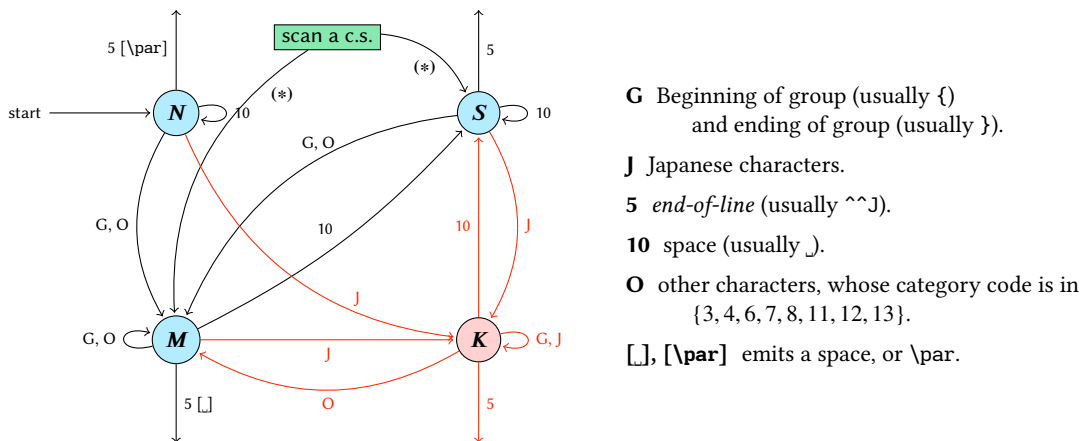 5 [\par]
scan a c.s.
5
(*)
(*)
start
N
10
S
10
G, O
G, O
J
10
10
J
G, O
M
J
K
G, J
O
5 [␣]
5
G Beginning of group (usually {)
and ending of group (usually }).
J Japanese characters.
5 end-of-line (usually ^^J).
10 space (usually ␣).
O other characters, whose category code is in
{3, 4, 6, 7, 8, 11, 12, 13}.
[␣], [\par] emits a space, or \par.
J